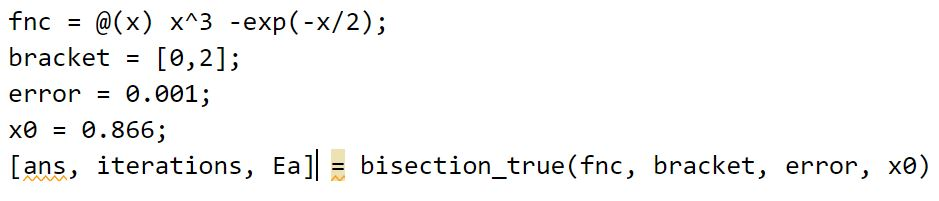 fnc = @(x) x^3 -exp(-x/2);
bracket = [0,2];
error = 0.001;
x0 = 0.866;
[ans, iterations, Ea] = bisection_true(fnc, bracket, error, x0)